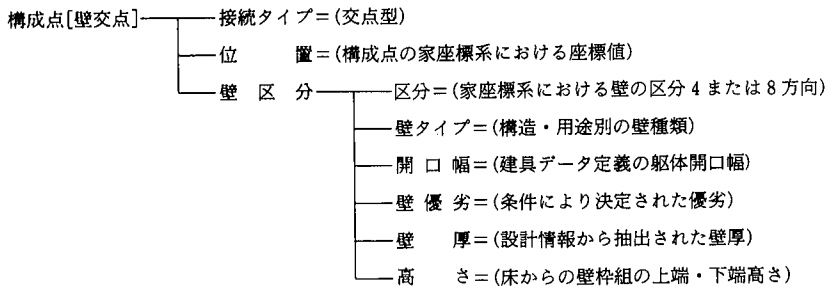 構成点[壁交点]
接続タイプ=(交点型)
位 置=(構成点の家座標系における座標値)
壁 区 分
区分=(家座標系における壁の区分4または8方向)
壁タイプ=(構造・用途別の壁種類)
開 口 幅=(建具データ定義の躯体開口幅)
壁 優 劣=(条件により決定された優劣)
壁 厚=(設計情報から抽出された壁厚)
高 さ=(床からの壁枠組の上端・下端高さ)